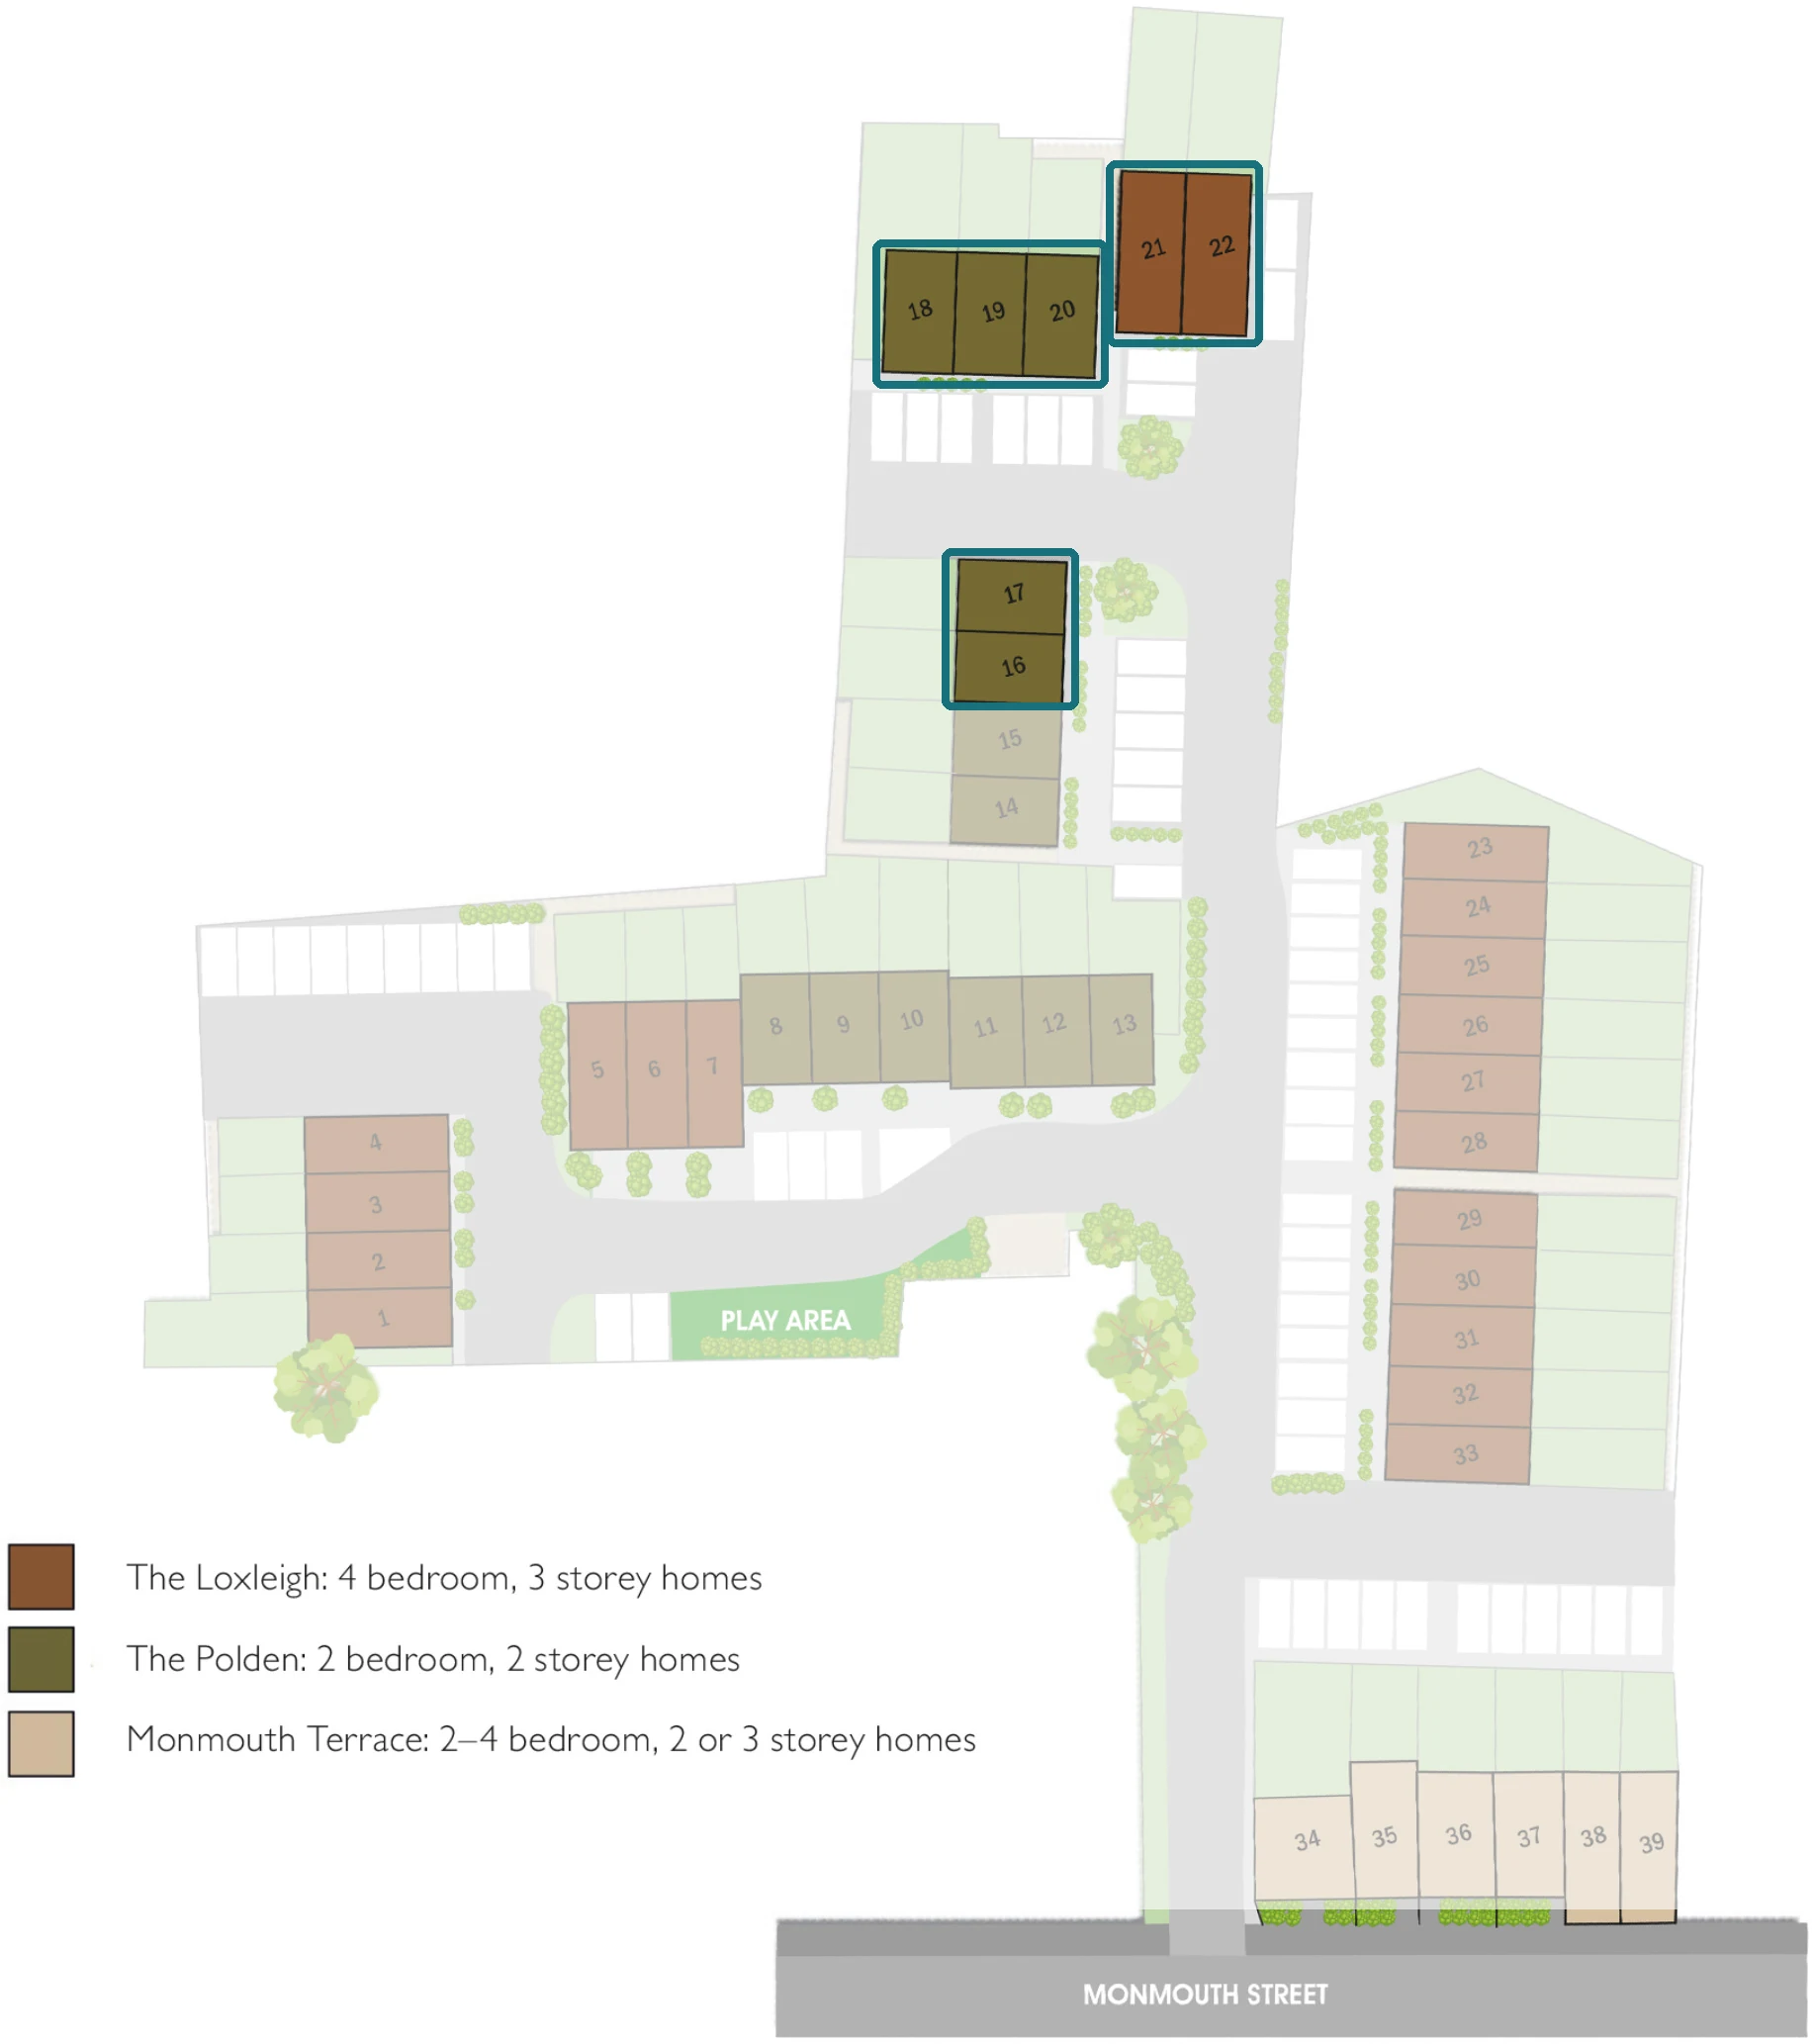 21 22
18 19 20
17
16
15
14
23
24
25
26
27
28
8 9 10 11 12 13
5 6 7
4
3
2
1
PLAY AREA
29
30
31
32
33
The Loxleigh: 4 bedroom, 3 storey homes
The Polden: 2 bedroom, 2 storey homes
Monmouth Terrace: 2–4 bedroom, 2 or 3 storey homes
34 35 36 37 38 39
MONMOUTH STREET